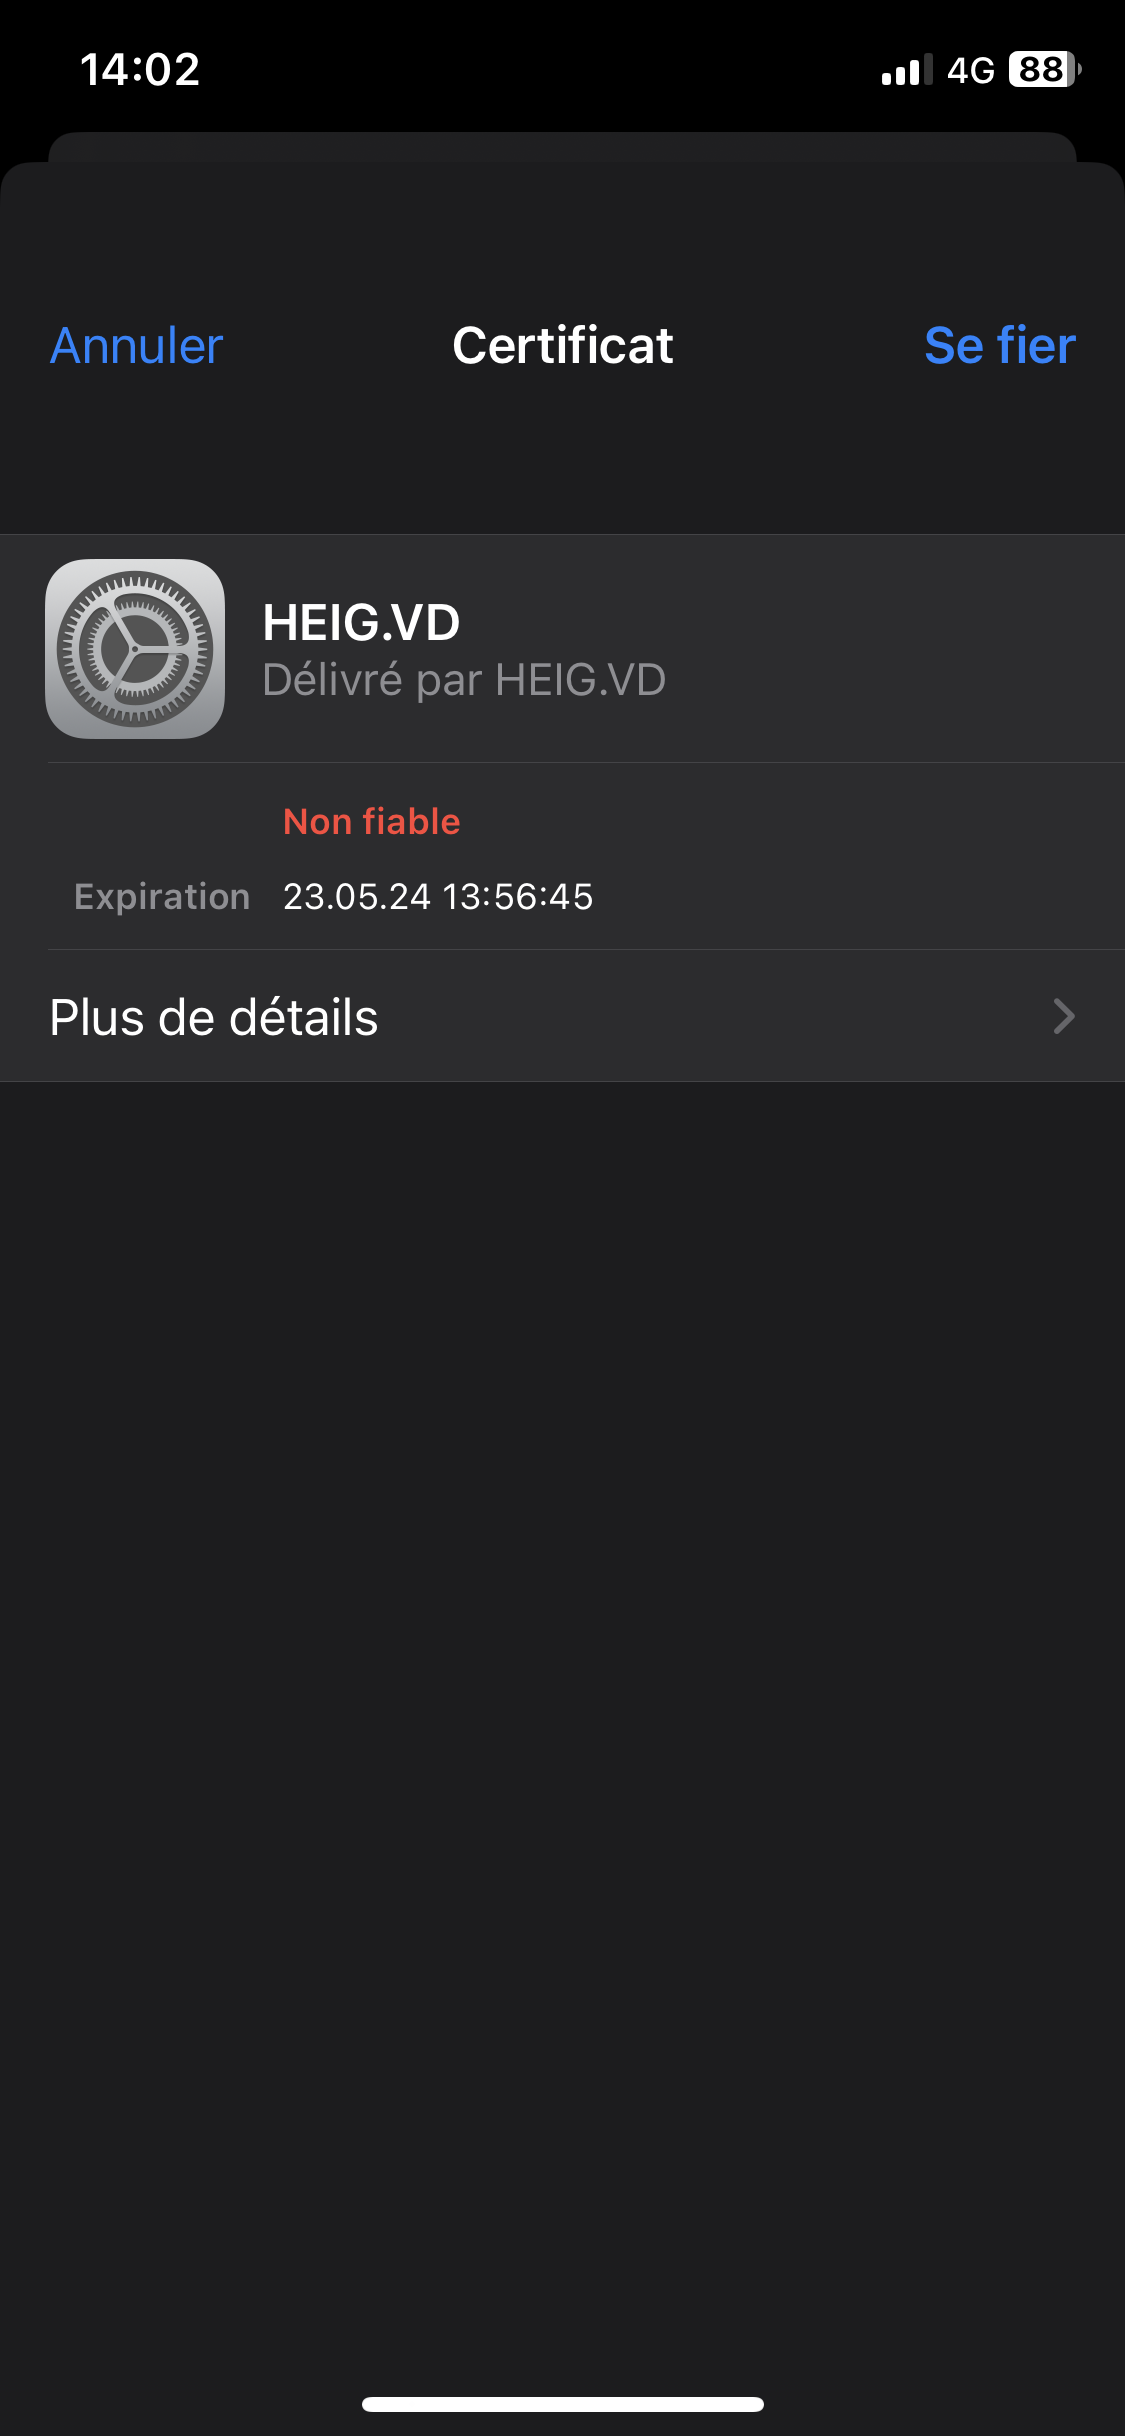 14:02
4G 88
Annuler Certificat Se fier
HEIG.VD
Délivré par HEIG.VD
Non fiable
Expiration 23.05.24 13:56:45
Plus de détails